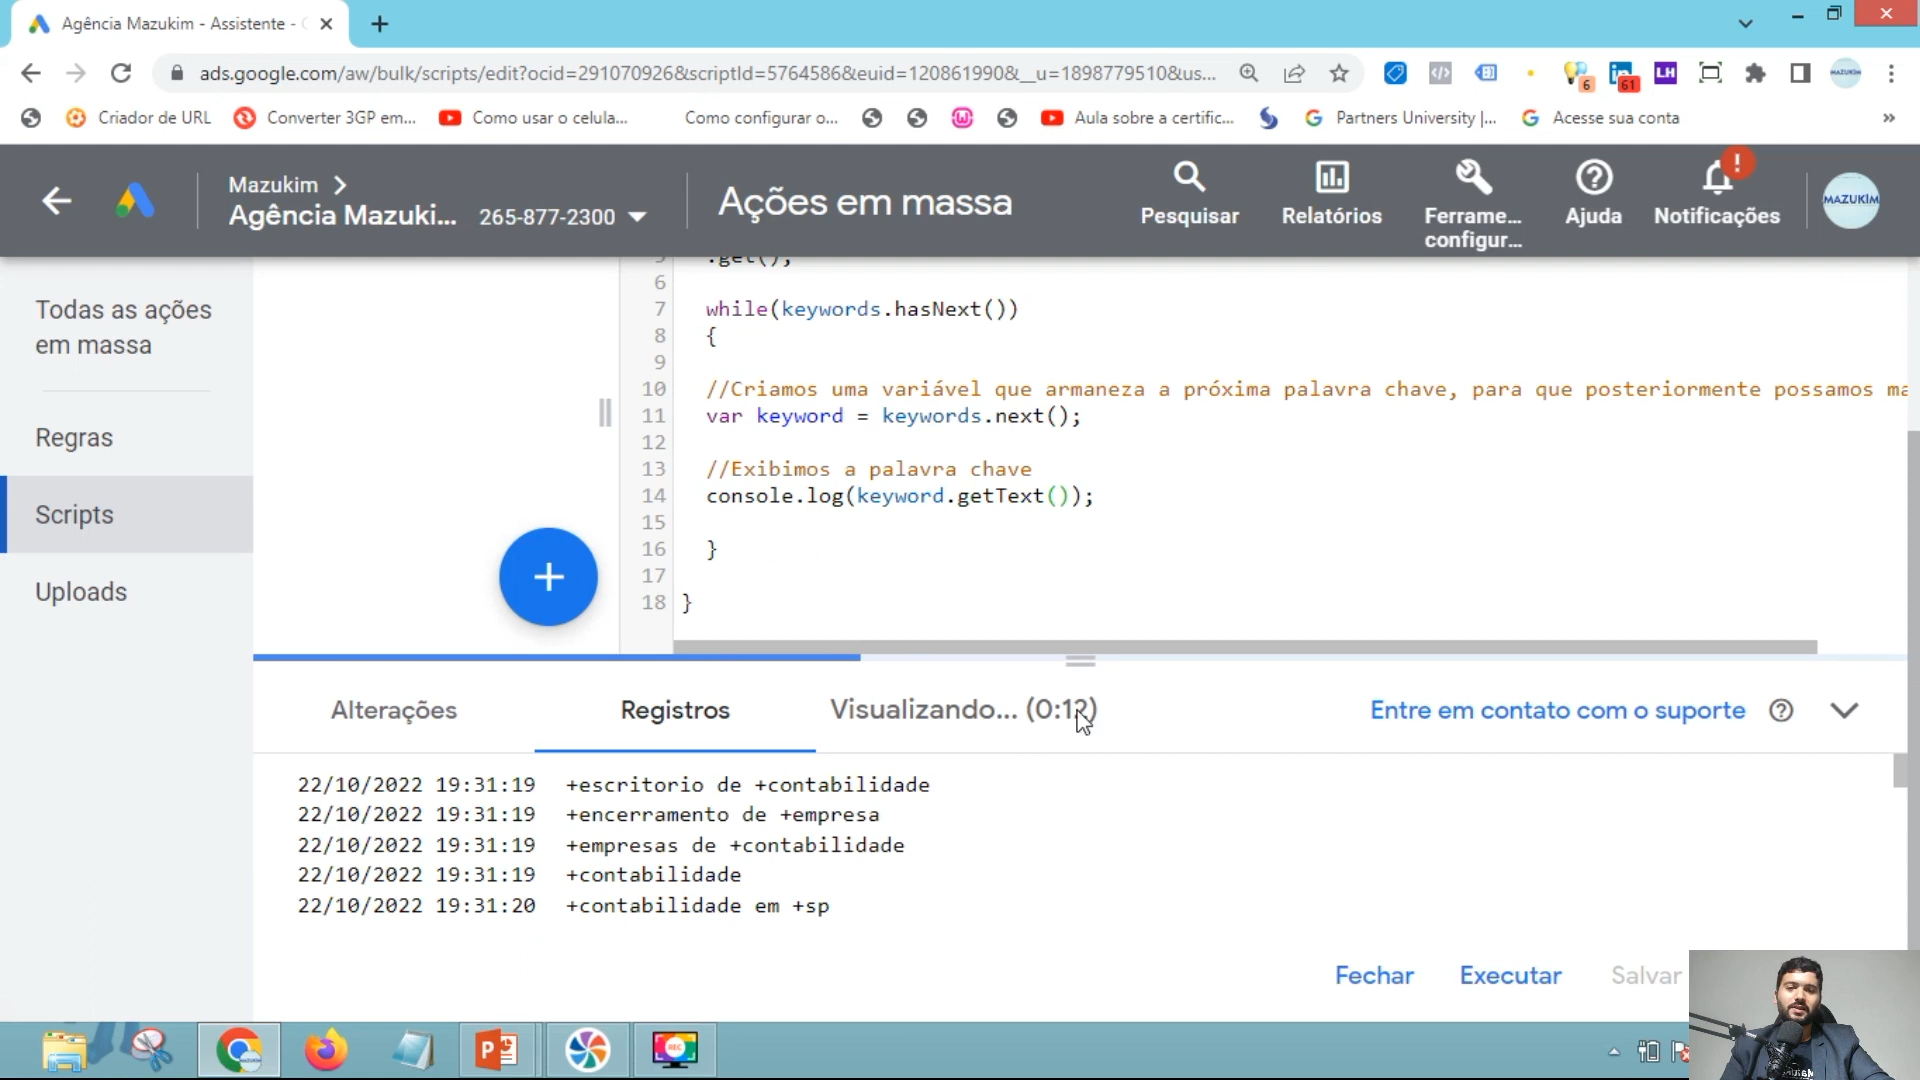 Agência Mazukim - Assistente -
ads.google.com/aw/bulk/scripts/edit?ocid=291070926&scriptId=5764586&euid=120861990&__u=1898779510&us...
6
61
LH
MAZUKIM
Criador de URL
Converter 3GP em...
Como usar o celula...
Como configurar o...
Aula sobre a certific...
Partners University |...
Acesse sua conta
»
Mazukim
Agência Mazuki... 265-877-2300
Ações em massa
Pesquisar
Relatórios
Ferrame...
configur...
Ajuda
!
Notificações
MAZUKIM
Todas as ações
em massa
Regras
Scripts
Uploads
5 .get();
6
7 while(keywords.hasNext())
8 {
9
10 //Criamos uma variável que armaneza a próxima palavra chave, para que posteriormente possamos ma
11 var keyword = keywords.next();
12
13 //Exibimos a palavra chave
14 console.log(keyword.getText());
15
16 }
17
18 }
Alterações
Registros
Visualizando... (0:12)
Entre em contato com o suporte
22/10/2022 19:31:19 +escritorio de +contabilidade
22/10/2022 19:31:19 +encerramento de +empresa
22/10/2022 19:31:19 +empresas de +contabilidade
22/10/2022 19:31:19 +contabilidade
22/10/2022 19:31:20 +contabilidade em +sp
Fechar
Executar
Salvar
P
REC